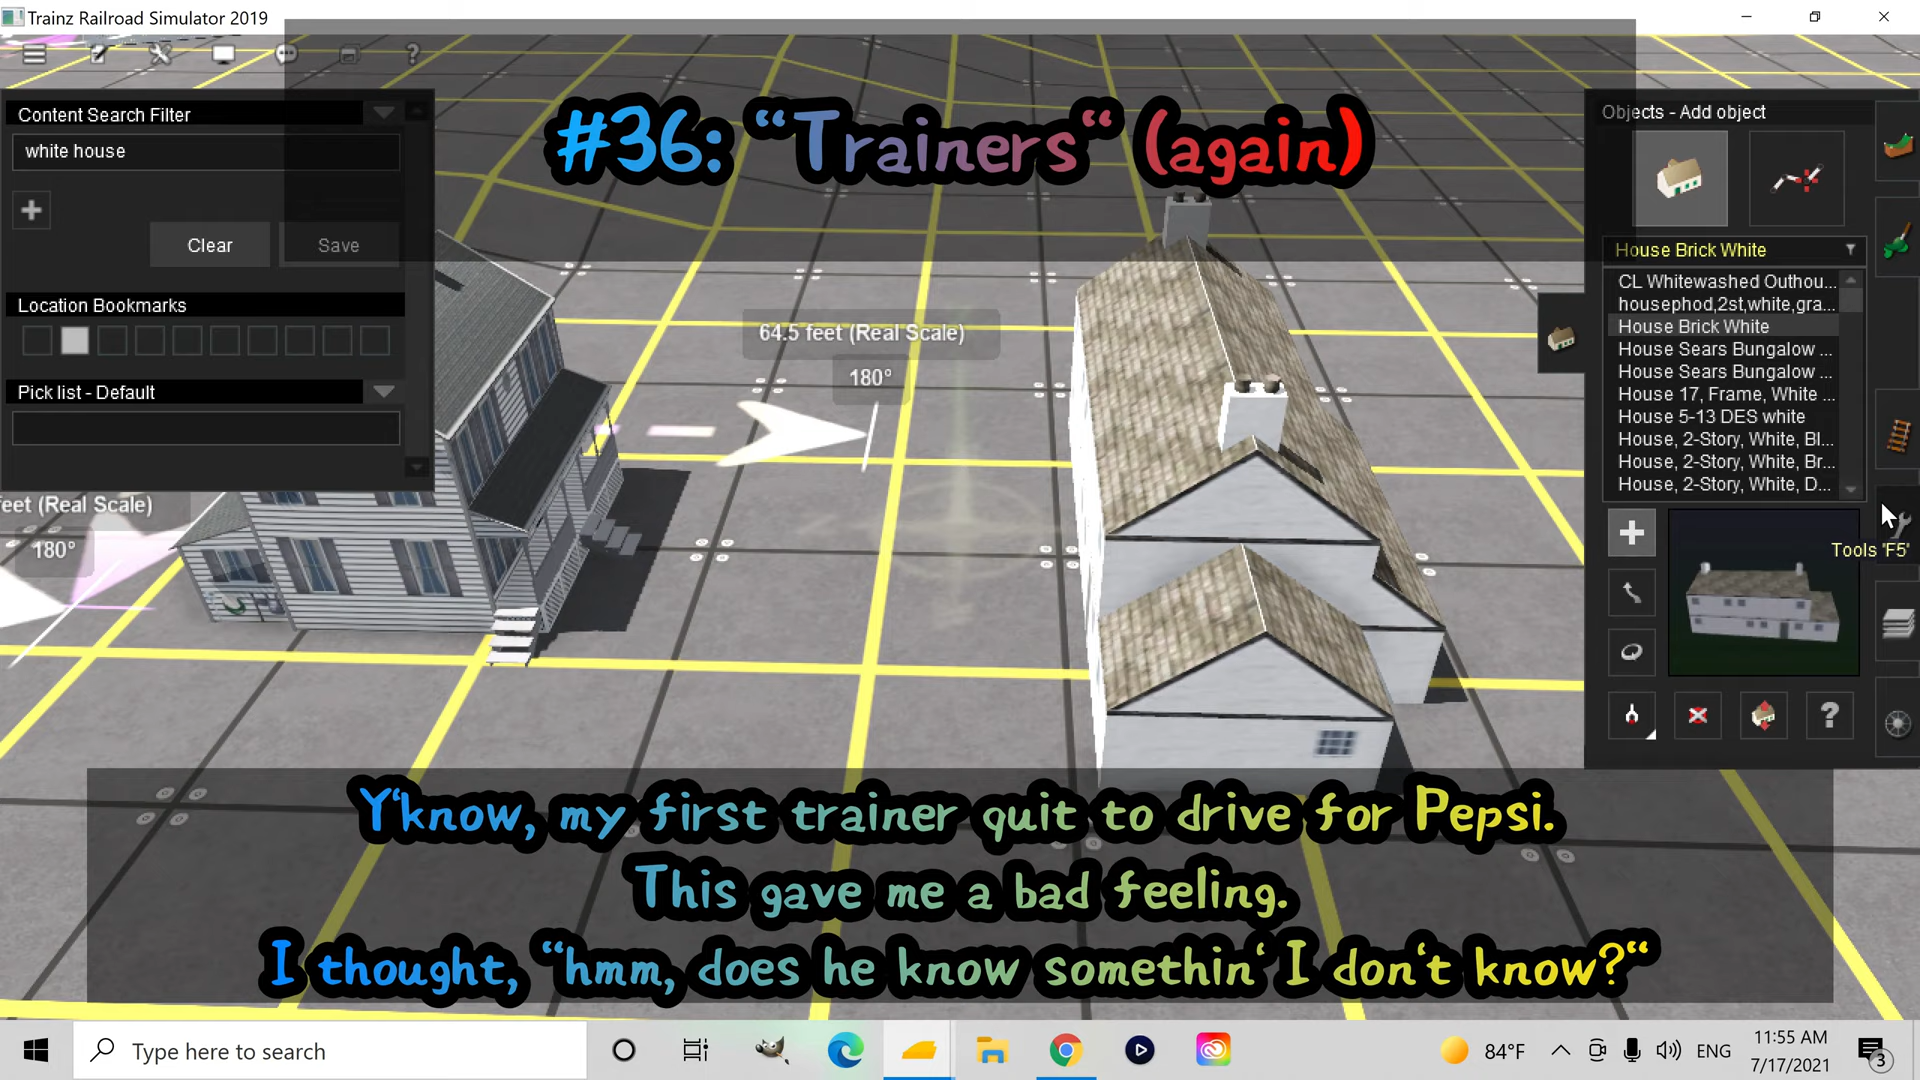 Trainz Railroad Simulator 2019
#36: “Trainers“ (again)
Content Search Filter
white house
Clear
Save
Location Bookmarks
Pick list - Default
feet (Real Scale)
180°
64.5 feet (Real Scale)
180°
Objects - Add object
House Brick White
CL Whitewashed Outhou...
housephod,2st,white,gra...
House Brick White
House Sears Bungalow ...
House Sears Bungalow ...
House 17, Frame, White ...
House 5-13 DES white
House, 2-Story, White, Bl...
House, 2-Story, White, Br...
House, 2-Story, White, D...
Tools 'F5'
Y‘know, my first trainer quit to drive for Pepsi.
This gave me a bad feeling.
I thought, “hmm, does he know somethin‘ I don‘t know?“
Type here to search
84°F
ENG
11:55 AM
7/17/2021
3